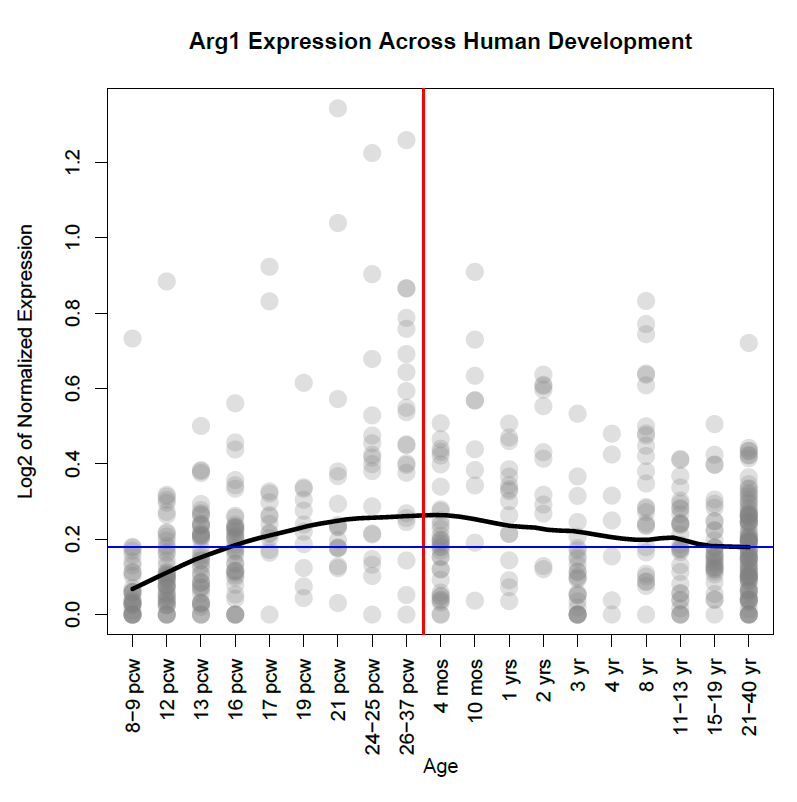 Arg1 Expression Across Human Development
Log2 of Normalized Expression
1.2
1.0
0.8
0.6
0.4
0.2
0.0
8−9 pcw
12 pcw
13 pcw
16 pcw
17 pcw
19 pcw
21 pcw
24−25 pcw
26−37 pcw
4 mos
10 mos
1 yrs
2 yrs
3 yr
4 yr
8 yr
11−13 yr
15−19 yr
21−40 yr
Age